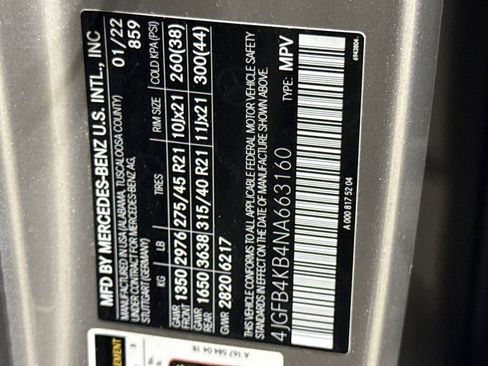 MFD BY MERCEDES-BENZ U.S. INTL., INC
MANUFACTURED IN USA (ALABAMA, TUSCALOOSA COUNTY) 01/22
UNDER CONTRACT FOR MERCEDES-BENZ AG, 859
STUTTGART (GERMANY)
KG LB TIRES RIM SIZE COLD KPA (PSI)
GAWR FRONT 1350 2976 275/45 R21 10Jx21 260(38)
GAWR REAR 1650 3638 315/40 R21 11Jx21 300(44)
GVWR 2820 6217
THIS VEHICLE CONFORMS TO ALL APPLICABLE FEDERAL MOTOR VEHICLE SAFETY
STANDARDS IN EFFECT ON THE DATE OF MANUFACTURE SHOWN ABOVE.
4JGFB4KB4NA663160 TYPE: MPV
A 000 817 52 04
6943804
A 167 584 04 18